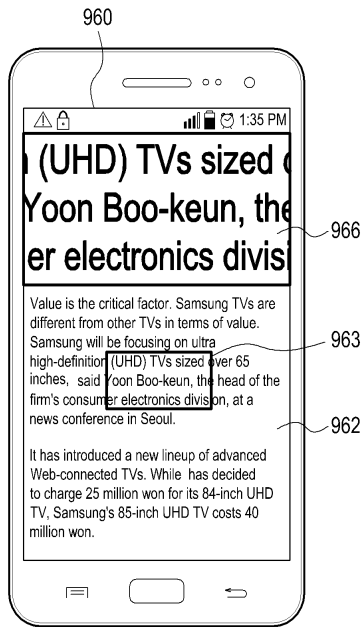 960
1:35 PM
(UHD) TVs sized
Yoon Boo-keun, the
er electronics divisi
966
Value is the critical factor. Samsung TVs are
different from other TVs in terms of value.
Samsung will be focusing on ultra
963
high-definition (UHD) TVs sized over 65
inches, said Yoon Boo-keun, the head of the
firm's consumer electronics division, at a
news conference in Seoul.
962
It has introduced a new lineup of advanced
Web-connected TVs. While has decided
to charge 25 million won for its 84-inch UHD
TV, Samsung's 85-inch UHD TV costs 40
million won.